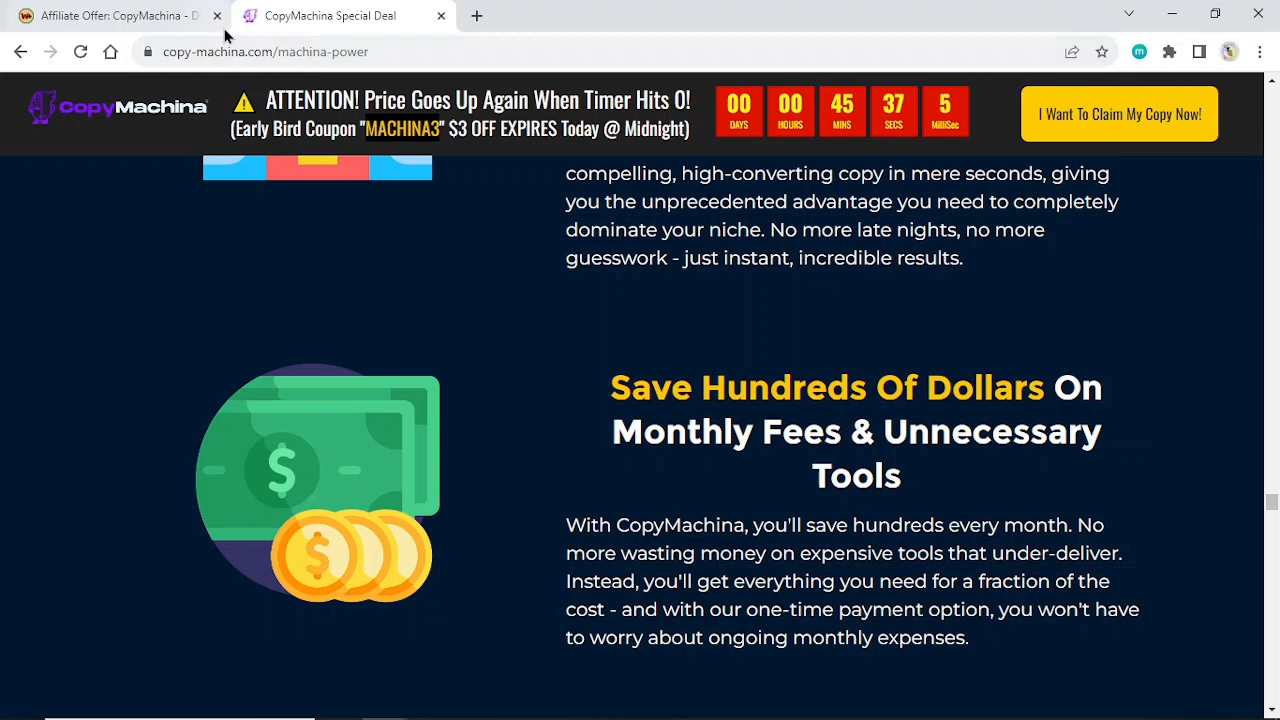 Affiliate Offer: CopyMachina - D
CopyMachina Special Deal
copy-machina.com/machina-power
m
CopyMachina
ATTENTION! Price Goes Up Again When Timer Hits 0!
(Early Bird Coupon "MACHINA3" $3 OFF EXPIRES Today @ Midnight)
00 00 45 37 5
DAYS HOURS MINS SECS MilliSec
I Want To Claim My Copy Now!
compelling, high-converting copy in mere seconds, giving
you the unprecedented advantage you need to completely
dominate your niche. No more late nights, no more
guesswork - just instant, incredible results.
$
$
Save Hundreds Of Dollars On
Monthly Fees & Unnecessary
Tools
With CopyMachina, you'll save hundreds every month. No
more wasting money on expensive tools that under-deliver.
Instead, you'll get everything you need for a fraction of the
cost - and with our one-time payment option, you won't have
to worry about ongoing monthly expenses.